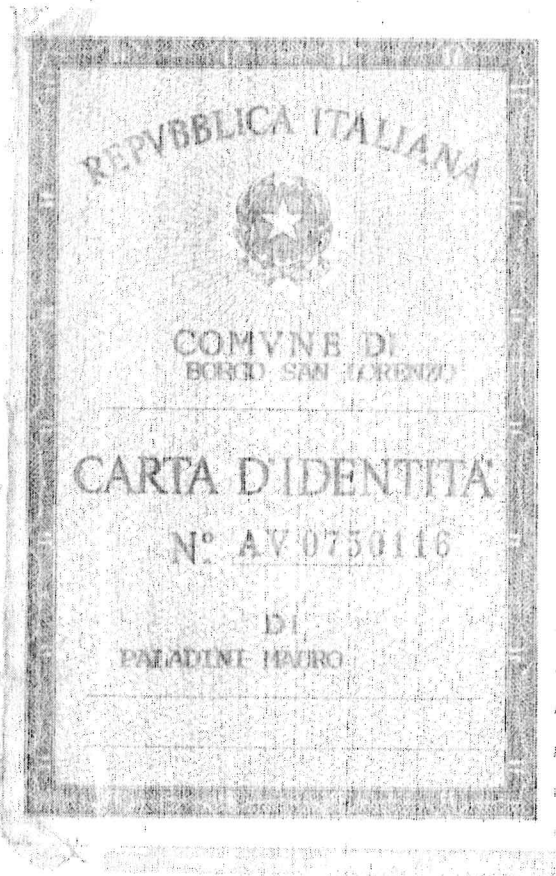 REPVBBLICA ITALIANA
COMVNE DI
BORGO SAN LORENZO
CARTA D'IDENTITÀ
N° AV 0750116
DI
PALADINI MAURO